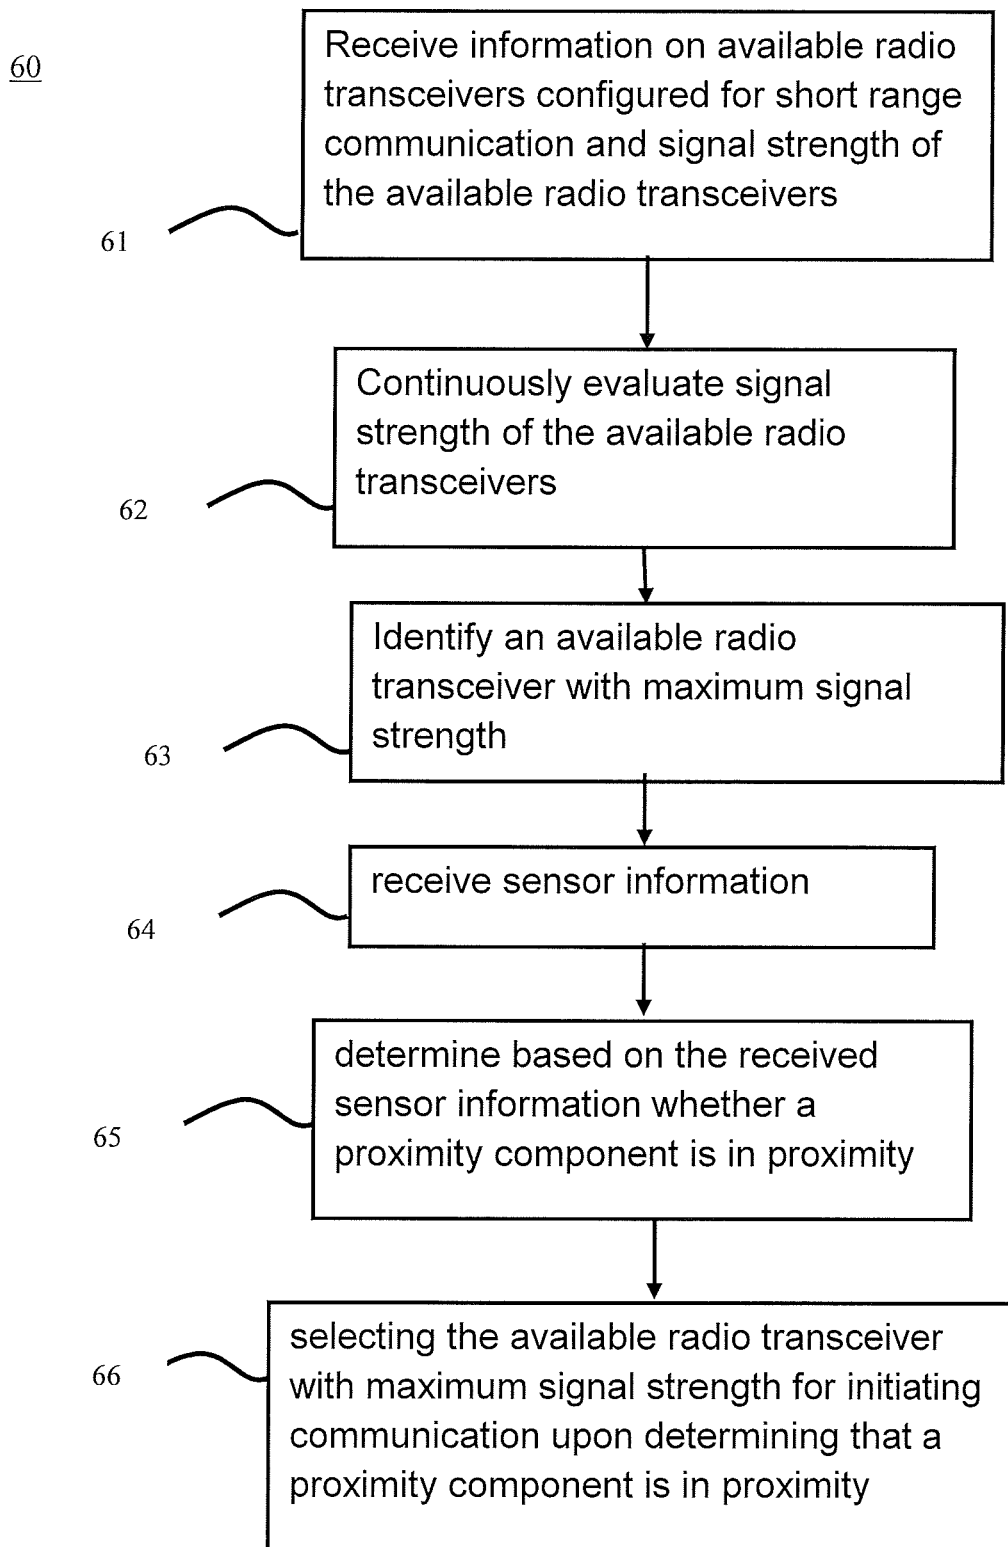 60
Receive information on available radio
transceivers configured for short range
communication and signal strength of
the available radio transceivers
61
Continuously evaluate signal
strength of the available radio
transceivers
62
Identify an available radio
transceiver with maximum signal
strength
63
receive sensor information
64
determine based on the received
sensor information whether a
proximity component is in proximity
65
selecting the available radio transceiver
with maximum signal strength for initiating
communication upon determining that a
proximity component is in proximity
66